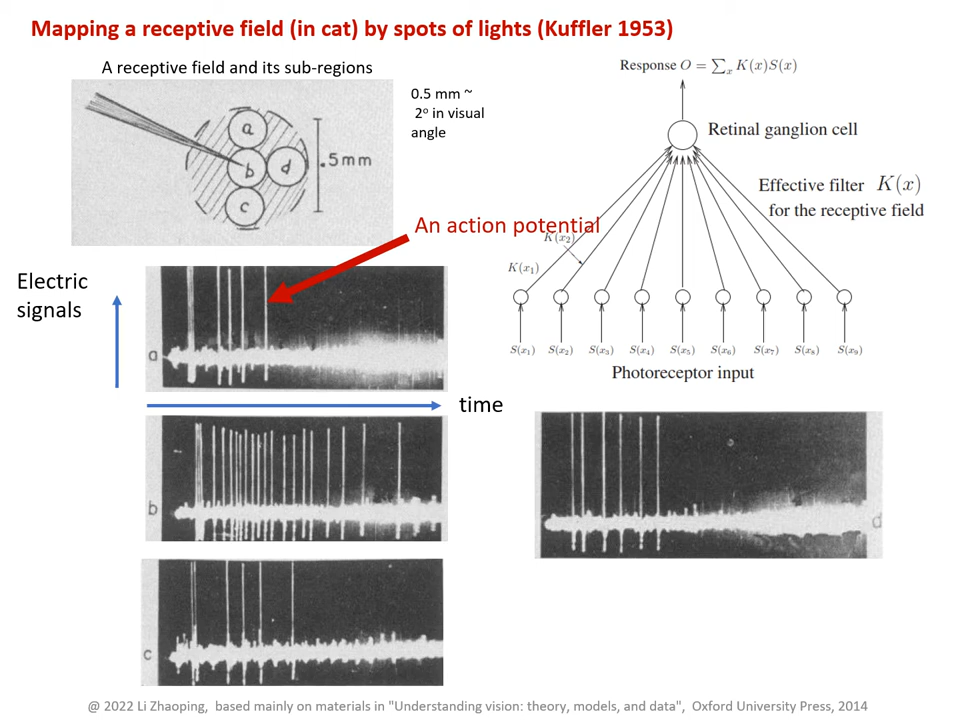 Mapping a receptive field (in cat) by spots of lights (Kuffler 1953)
A receptive field and its sub-regions
0.5 mm ~
2° in visual
angle
a
b
d
c
.5mm
Response O = ∑ₓ K(x)S(x)
Retinal ganglion cell
Effective filter K(x)
for the receptive field
An action potential
K(x₂)
K(x₁)
S(x₁) S(x₂) S(x₃) S(x₄) S(x₅) S(x₆) S(x₇) S(x₈) S(x₉)
Photoreceptor input
Electric
signals
a
time
b
d
c
@ 2022 Li Zhaoping, based mainly on materials in "Understanding vision: theory, models, and data", Oxford University Press, 2014